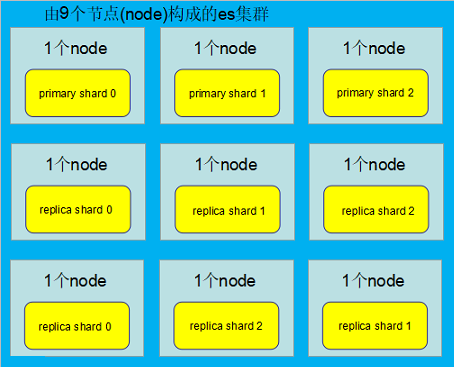 由9个节点(node)构成的es集群
1个node
1个node
1个node
primary shard 0
primary shard 1
primary shard 2
1个node
1个node
1个node
replica shard 0
replica shard 1
replica shard 2
1个node
1个node
1个node
replica shard 0
replica shard 2
replica shard 1